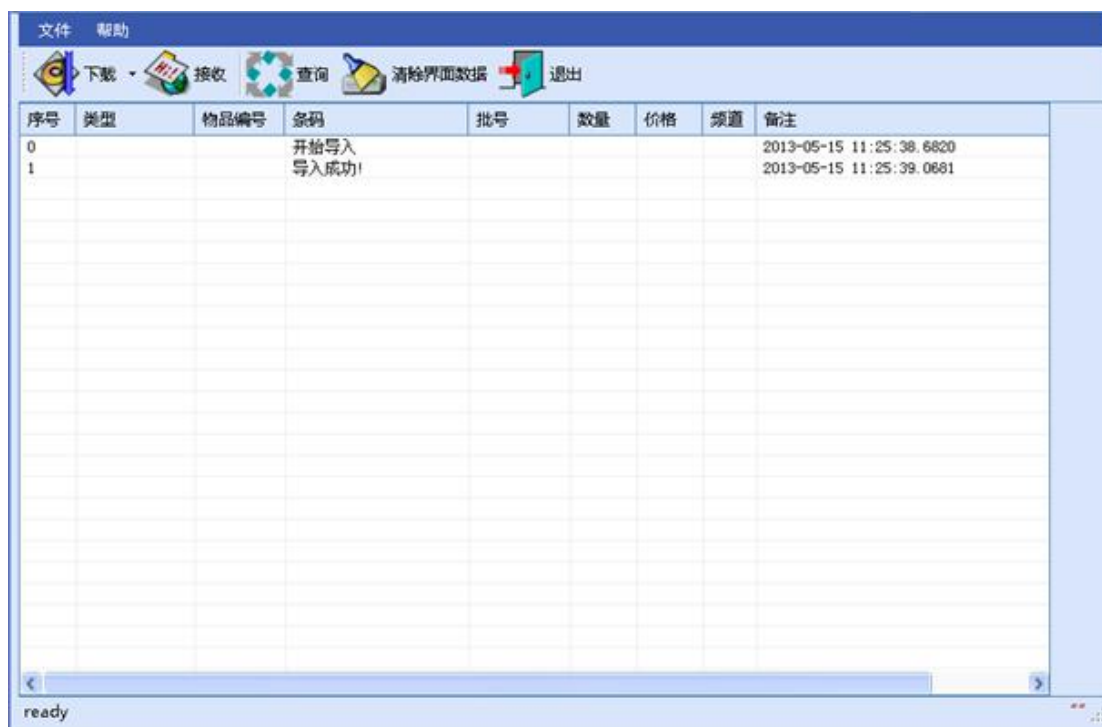 文件 帮助
下载 接收 查询 清除界面数据 退出
序号 类型 物品编号 条码 批号 数量 价格 频道 备注
0 开始导入 2013-05-15 11:25:38.6820
1 导入成功! 2013-05-15 11:25:39.0681
ready